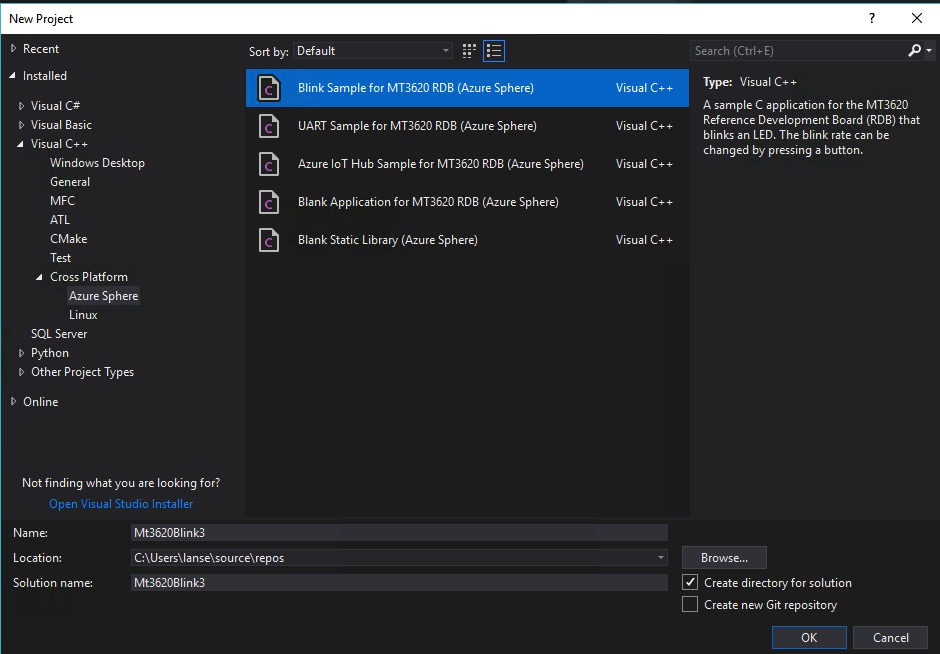 New Project
?
Recent
Installed
Visual C#
Visual Basic
Visual C++
Windows Desktop
General
MFC
ATL
CMake
Test
Cross Platform
Azure Sphere
Linux
SQL Server
Python
Other Project Types
Online
Not finding what you are looking for?
Open Visual Studio Installer
Sort by: Default
Blink Sample for MT3620 RDB (Azure Sphere) Visual C++
UART Sample for MT3620 RDB (Azure Sphere) Visual C++
Azure IoT Hub Sample for MT3620 RDB (Azure Sphere) Visual C++
Blank Application for MT3620 RDB (Azure Sphere) Visual C++
Blank Static Library (Azure Sphere) Visual C++
Search (Ctrl+E)
Type: Visual C++
A sample C application for the MT3620
Reference Development Board (RDB) that
blinks an LED. The blink rate can be
changed by pressing a button.
Name: Mt3620Blink3
Location: C:\Users\lanse\source\repos
Browse...
Solution name: Mt3620Blink3
Create directory for solution
Create new Git repository
OK
Cancel